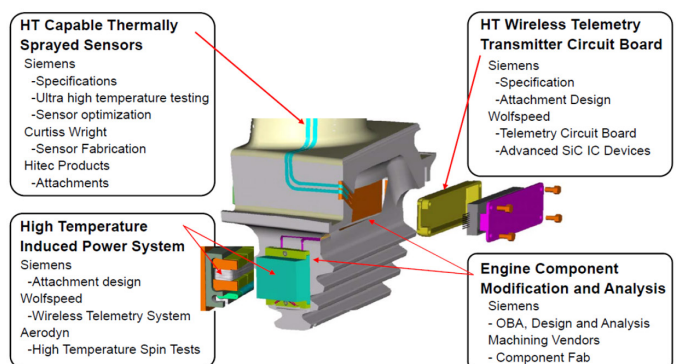 HT Capable Thermally
Sprayed Sensors
Siemens
-Specifications
-Ultra high temperature testing
-Sensor optimization
Curtiss Wright
-Sensor Fabrication
Hitec Products
-Attachments
HT Wireless Telemetry
Transmitter Circuit Board
Siemens
-Specification
-Attachment Design
Wolfspeed
-Telemetry Circuit Board
-Advanced SiC IC Devices
High Temperature
Induced Power System
Siemens
-Attachment design
Wolfspeed
-Wireless Telemetry System
Aerodyn
-High Temperature Spin Tests
Engine Component
Modification and Analysis
Siemens
- OBA, Design and Analysis
Machining Vendors
- Component Fab